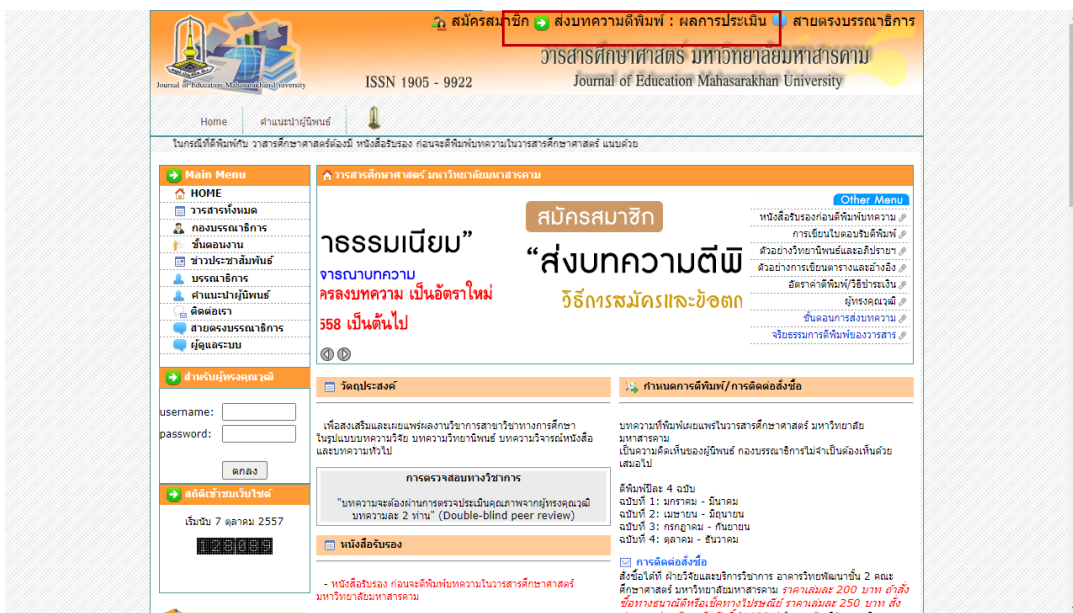 สมัครสมาชิก ส่งบทความตีพิมพ์ : ผลการประเมิน สายตรงบรรณาธิการ
วารสารศึกษาศาสตร์ มหาวิทยาลัยมหาสารคาม
Journal of Education Mahasarakhan University
ISSN 1905 - 9922
Journal of Education Mahasarakhan University
Home คำแนะนำผู้นิพนธ์
ในกรณีที่ตีพิมพ์กับ วาสารศึกษาศาสตร์ต้องมี หนังสือรับรอง ก่อนจะตีพิมพ์บทความในวารสารศึกษาศาสตร์ แนบด้วย
Main Menu
HOME
วารสารทั้งหมด
กองบรรณาธิการ
ขั้นตอนงาน
ข่าวประชาสัมพันธ์
บรรณาธิการ
คำแนะนำผู้นิพนธ์
ติดต่อเรา
สายตรงบรรณาธิการ
ผู้ดูแลระบบ
สำหรับผู้ทรงคุณวุฒิ
username:
password:
ตกลง
สถิติเข้าชมเว็บไซต์
เริ่มนับ 7 ตุลาคม 2557
128089
วารสารศึกษาศาสตร์ มหาวิทยาลัยมหาสารคาม
าธรรมเนียม”
จารณาบทความ
ครลงบทความ เป็นอัตราใหม่
558 เป็นต้นไป
สมัครสมาชิก
“ส่งบทความตีพิ
วิธีการสมัครและข้อตก
Other Menu
หนังสือรับรองก่อนตีพิมพ์บทความ
การเขียนใบตอบรับตีพิมพ์
ตัวอย่างวิทยานิพนธ์และอภิปรายฯ
ตัวอย่างการเขียนตารางและอ้างอิง
อัตราค่าตีพิมพ์/วิธีชำระเงิน
ผู้ทรงคุณวุฒิ
ขั้นตอนการส่งบทความ
จริยธรรมการตีพิมพ์ของวารสาร
วัตถุประสงค์
เพื่อส่งเสริมและเผยแพร่ผลงานวิชาการสาขาวิชาทางการศึกษา
ในรูปแบบบทความวิจัย บทความวิทยานิพนธ์ บทความวิจารณ์หนังสือ
และบทความทั่วไป
การตรวจสอบทางวิชาการ
"บทความจะต้องผ่านการตรวจประเมินคุณภาพจากผู้ทรงคุณวุฒิ
บทความละ 2 ท่าน" (Double-blind peer review)
หนังสือรับรอง
- หนังสือรับรอง ก่อนจะตีพิมพ์บทความในวารสารศึกษาศาสตร์
มหาวิทยาลัยมหาสารคาม
กำหนดการตีพิมพ์/การติดต่อสั่งซื้อ
บทความที่พิมพ์เผยแพร่ในวารสารศึกษาศาสตร์ มหาวิทยาลัย
มหาสารคาม
เป็นความคิดเห็นของผู้นิพนธ์ กองบรรณาธิการไม่จำเป็นต้องเห็นด้วย
เสมอไป
ตีพิมพ์ปีละ 4 ฉบับ
ฉบับที่ 1: มกราคม - มีนาคม
ฉบับที่ 2: เมษายน - มิถุนายน
ฉบับที่ 3: กรกฎาคม - กันยายน
ฉบับที่ 4: ตุลาคม - ธันวาคม
การติดต่อสั่งซื้อ
สั่งซื้อได้ที่ ฝ่ายวิจัยและบริการวิชาการ อาคารวิทยพัฒนาชั้น 2 คณะ
ศึกษาศาสตร์ มหาวิทยาลัยมหาสารคาม ราคาเล่มละ 200 บาท ถ้าสั่ง
ซื้อทางธนาณัติหรือเช็คทางไปรษณีย์ ราคาเล่มละ 250 บาท สั่ง